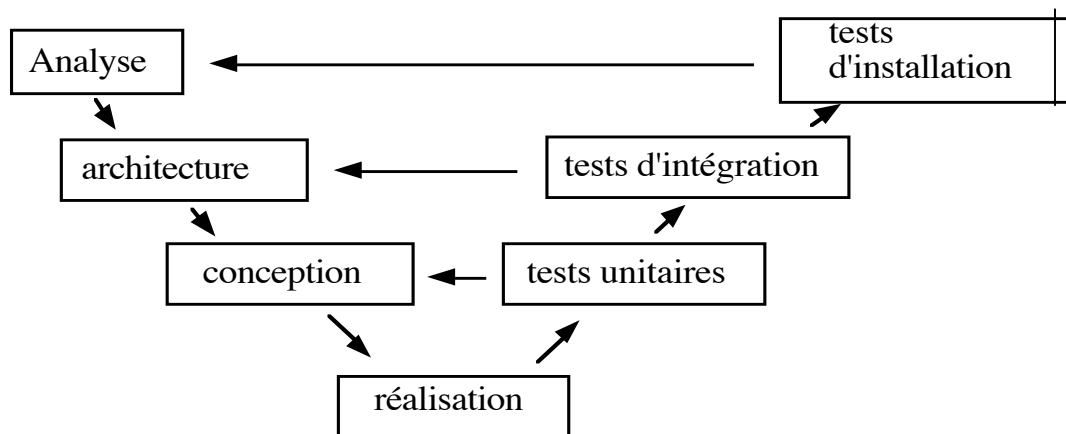 Analyse
tests
d'installation
architecture
tests d'intégration
conception
tests unitaires
réalisation